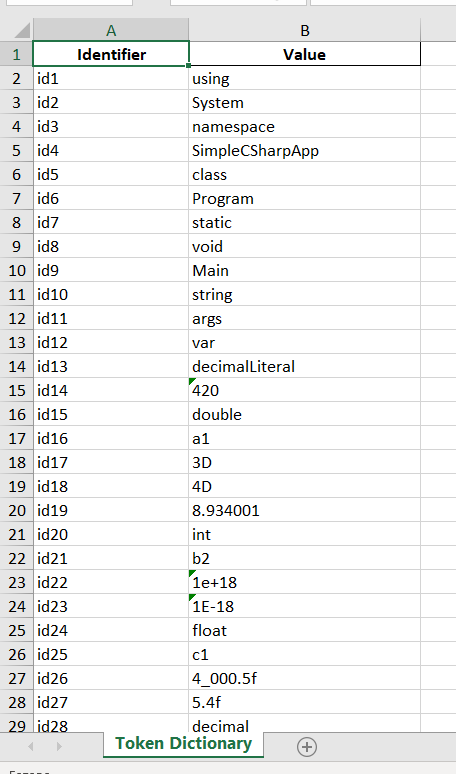 A B
1 Identifier Value
2 id1 using
3 id2 System
4 id3 namespace
5 id4 SimpleCSharpApp
6 id5 class
7 id6 Program
8 id7 static
9 id8 void
10 id9 Main
11 id10 string
12 id11 args
13 id12 var
14 id13 decimalLiteral
15 id14 420
16 id15 double
17 id16 a1
18 id17 3D
19 id18 4D
20 id19 8.934001
21 id20 int
22 id21 b2
23 id22 1e+18
24 id23 1E-18
25 id24 float
26 id25 c1
27 id26 4_000.5f
28 id27 5.4f
29 id28 decimal
Token Dictionary